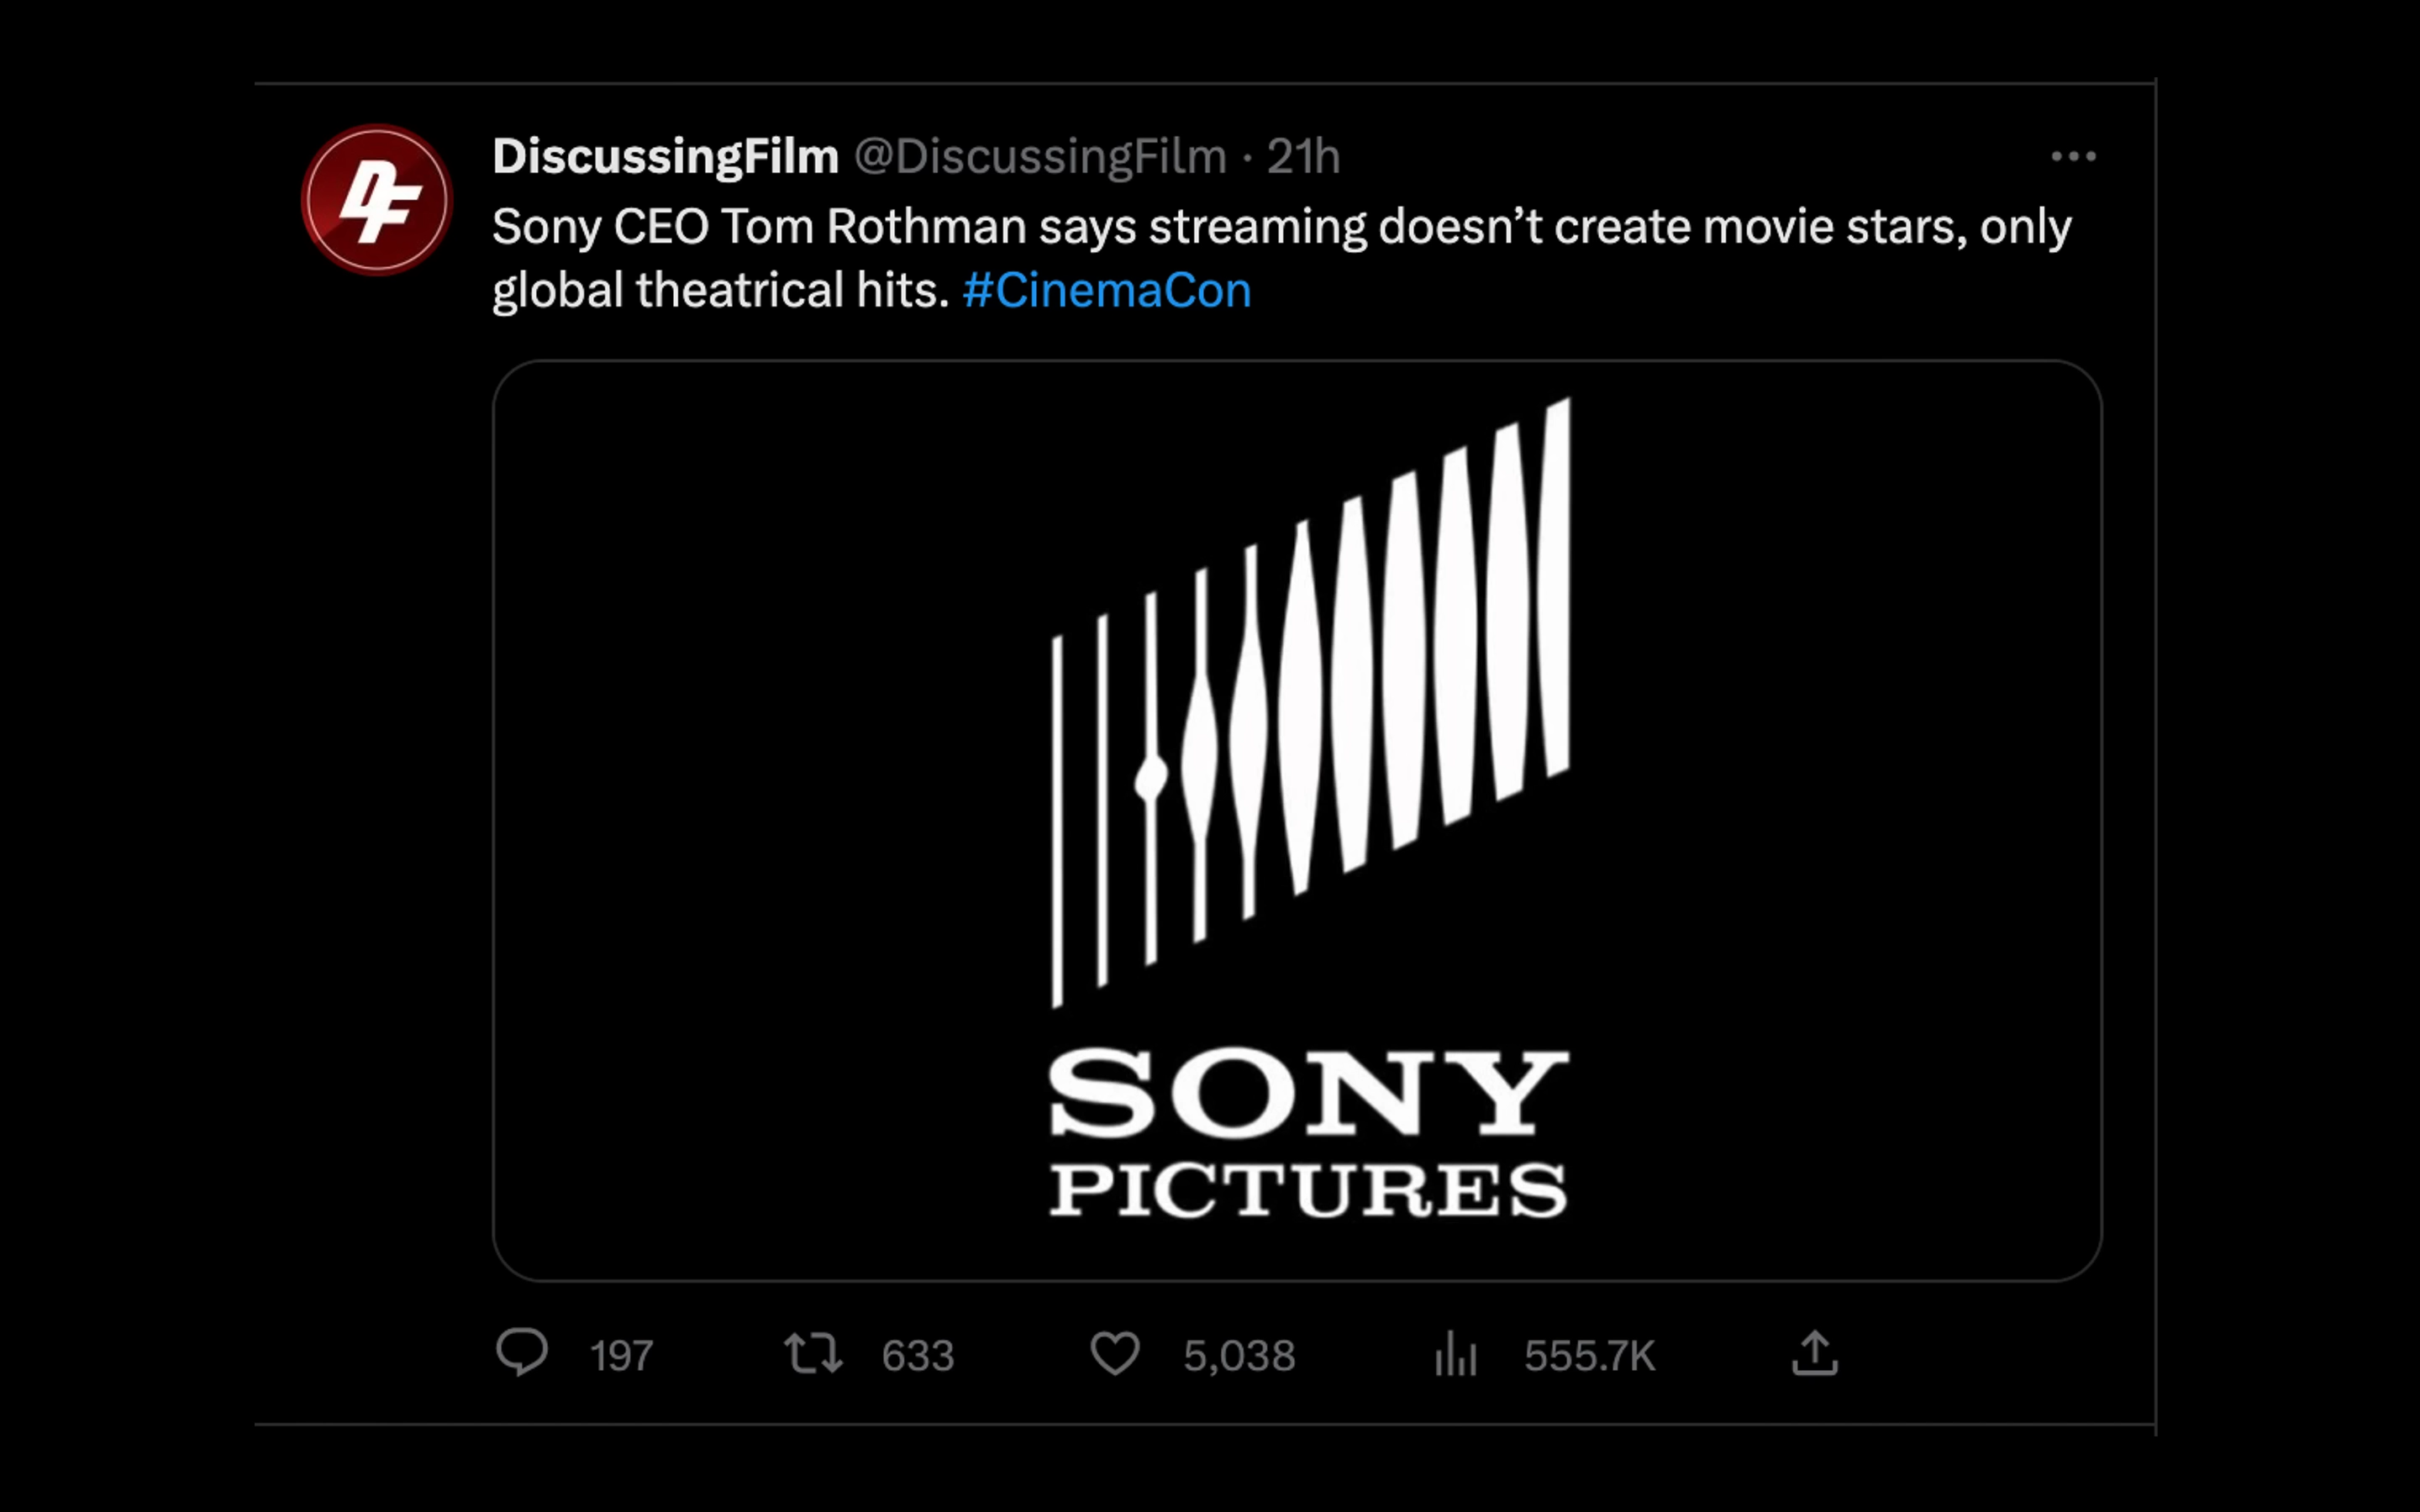 DiscussingFilm @DiscussingFilm · 21h
Sony CEO Tom Rothman says streaming doesn’t create movie stars, only
global theatrical hits. #CinemaCon
DF
SONY
PICTURES
197 633 5,038 555.7K